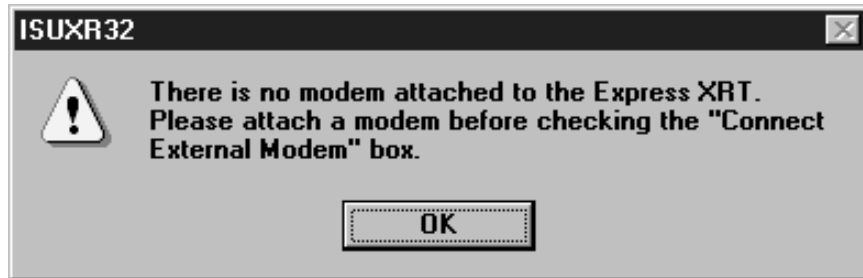 ISUXR32
There is no modem attached to the Express XRT.
Please attach a modem before checking the "Connect
External Modem" box.
OK